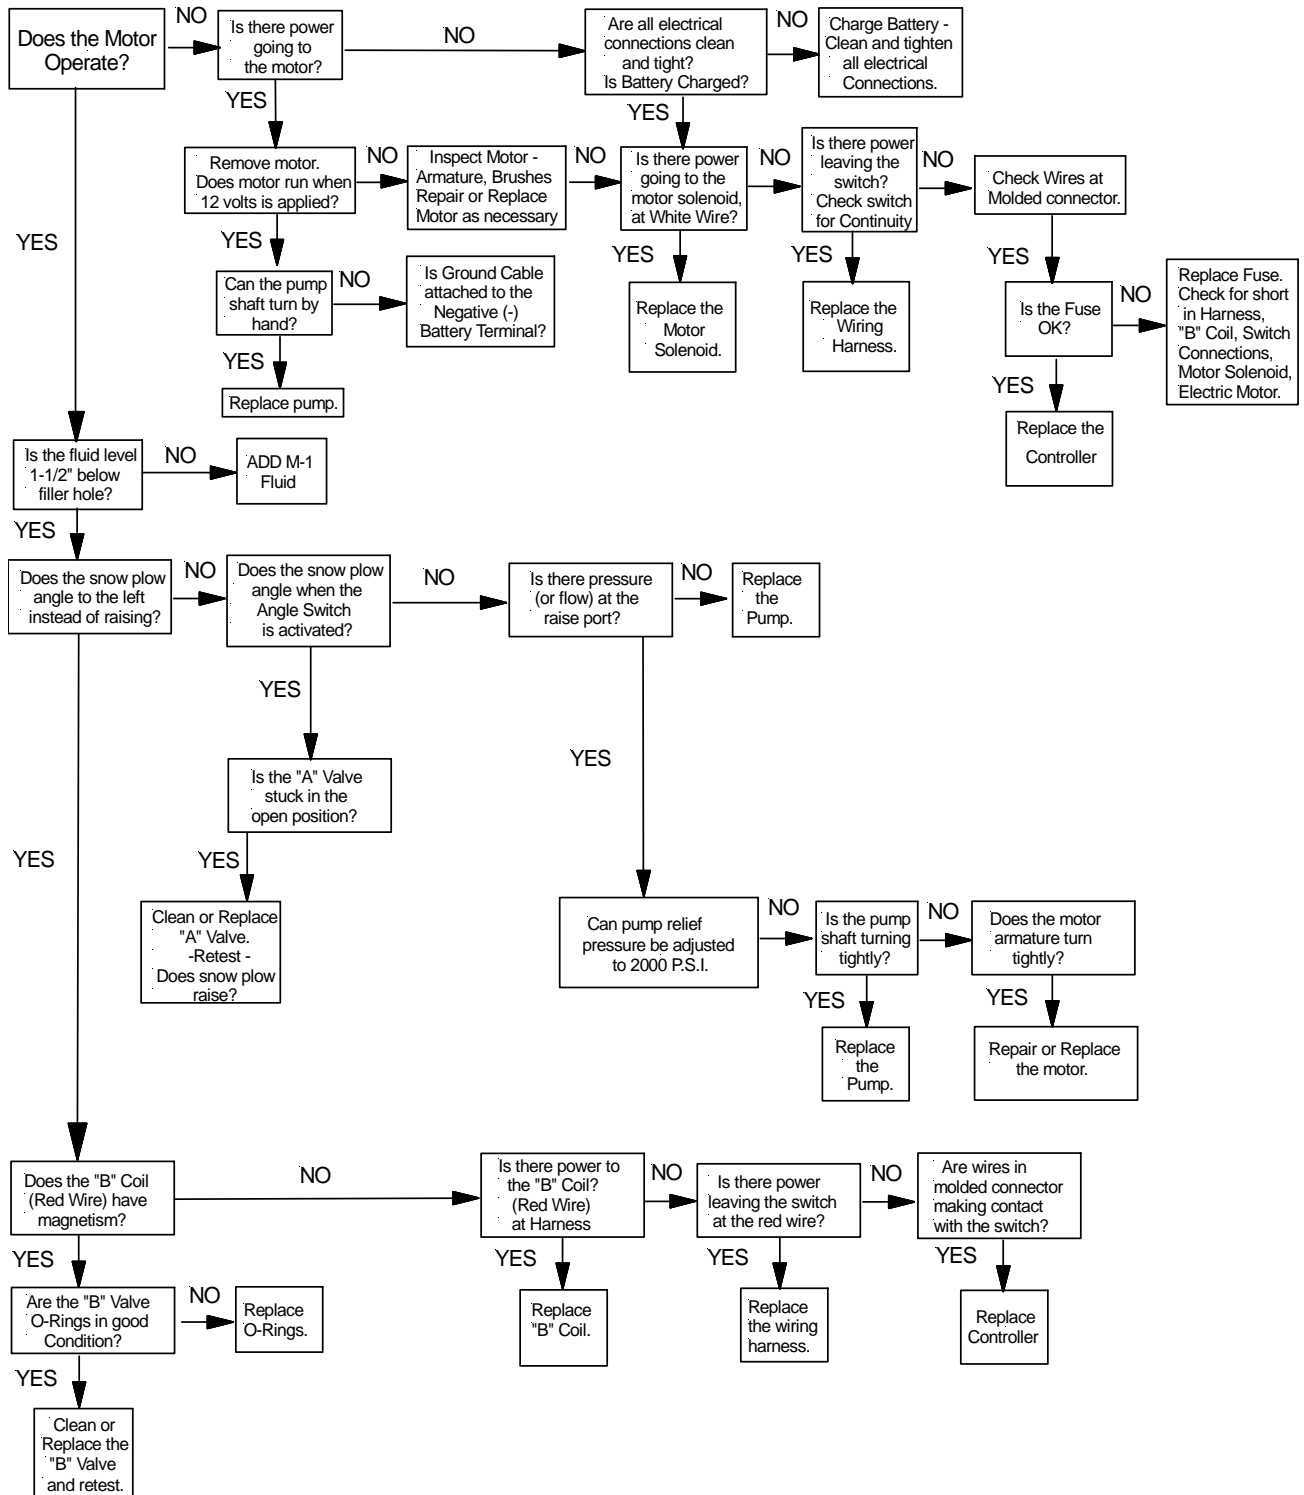 Does the Motor
Operate?
NO
Is there power
going to
the motor?
NO
Are all electrical
connections clean
and tight?
Is Battery Charged?
NO
Charge Battery -
Clean and tighten
all electrical
Connections.
YES
YES
YES
Remove motor.
Does motor run when
12 volts is applied?
NO
Inspect Motor -
Armature, Brushes
Repair or Replace
Motor as necessary
NO
Is there power
going to the
motor solenoid,
at White Wire?
NO
Is there power
leaving the
switch?
Check switch
for Continuity
NO
Check Wires at
Molded connector.
YES
YES
YES
YES
Can the pump
shaft turn by
hand?
NO
Is Ground Cable
attached to the
Negative (-)
Battery Terminal?
Replace the
Motor
Solenoid.
Replace the
Wiring
Harness.
Is the Fuse
OK?
NO
Replace Fuse.
Check for short
in Harness,
"B" Coil, Switch
Connections,
Motor Solenoid,
Electric Motor.
YES
YES
Replace pump.
Replace the
Controller
Is the fluid level
1-1/2" below
filler hole?
NO
ADD M-1
Fluid
YES
Does the snow plow
angle to the left
instead of raising?
NO
Does the snow plow
angle when the
Angle Switch
is activated?
NO
Is there pressure
(or flow) at the
raise port?
NO
Replace
the
Pump.
YES
YES
Is the "A" Valve
stuck in the
open position?
YES
YES
Clean or Replace
"A" Valve.
-Retest -
Does snow plow
raise?
Can pump relief
pressure be adjusted
to 2000 P.S.I.
NO
Is the pump
shaft turning
tightly?
NO
Does the motor
armature turn
tightly?
YES
YES
Replace
the
Pump.
Repair or Replace
the motor.
Does the "B" Coil
(Red Wire) have
magnetism?
NO
Is there power to
the "B" Coil?
(Red Wire)
at Harness
NO
Is there power
leaving the switch
at the red wire?
NO
Are wires in
molded connector
making contact
with the switch?
YES
YES
YES
YES
Are the "B" Valve
O-Rings in good
Condition?
NO
Replace
O-Rings.
Replace
"B" Coil.
Replace
the wiring
harness.
Replace
Controller
YES
Clean or
Replace the
"B" Valve
and retest.